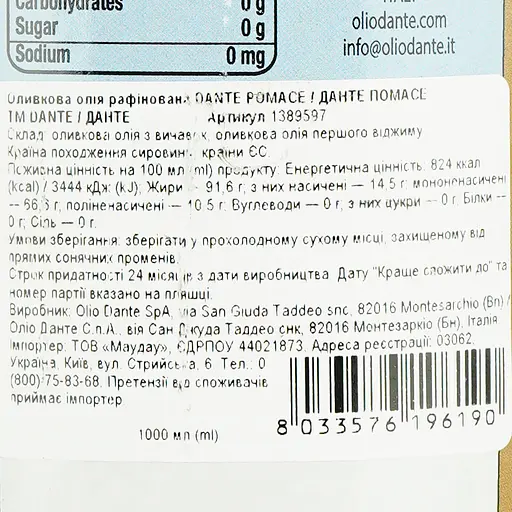 Carbohydrates 0 g
Sugar 0 g
Sodium 0 mg
ITALY
oliodante.com
info@oliodante.it
Оливкова олія рафінована DANTE POMACE / ДАНТЕ ПОМАСЕ
TM DANTE / ДАНТЕ Артикул 1389597
Склад: оливкова олія з вичавок, оливкова олія першого віджиму
Країна походження сировини: країни ЄС.
Поживна цінність на 100 мл (ml) продукту: Енергетична цінність: 824 ккал
(kcal) / 3444 кДж (kJ); Жири - 91,6 г; з них насичені — 14,5 г; мононенасичені
-- 66,3 г, поліненасичені - 10,5 г; Вуглеводи — 0 г, з них цукри -- 0 г; Білки --
0 г; Сіль — 0 г.
Умови зберігання: зберігати у прохолодному сухому місці, захищеному від
прямих сонячних променів.
Строк придатності 24 місяці з дати виробництва. Дату "Краще спожити до" та
номер партії вказано на пляшці.
Виробник: Olio Dante SpA, via San Giuda Taddeo snc, 82016 Montesarchio (Bn) /
Оліо Данте С.п.А., вія Сан Джуда Таддео снк, 82016 Монтезаркіо (Бн), Італія
Імпортер: ТОВ «Маудау», ЄДРПОУ 44021873. Адреса реєстрації: 03062,
Україна, Київ, вул. Стрийська, 6. Тел.: 0
(800)-75-83-68. Претензії від споживачів
приймає імпортер
1000 мл (ml)
8 033576 196190